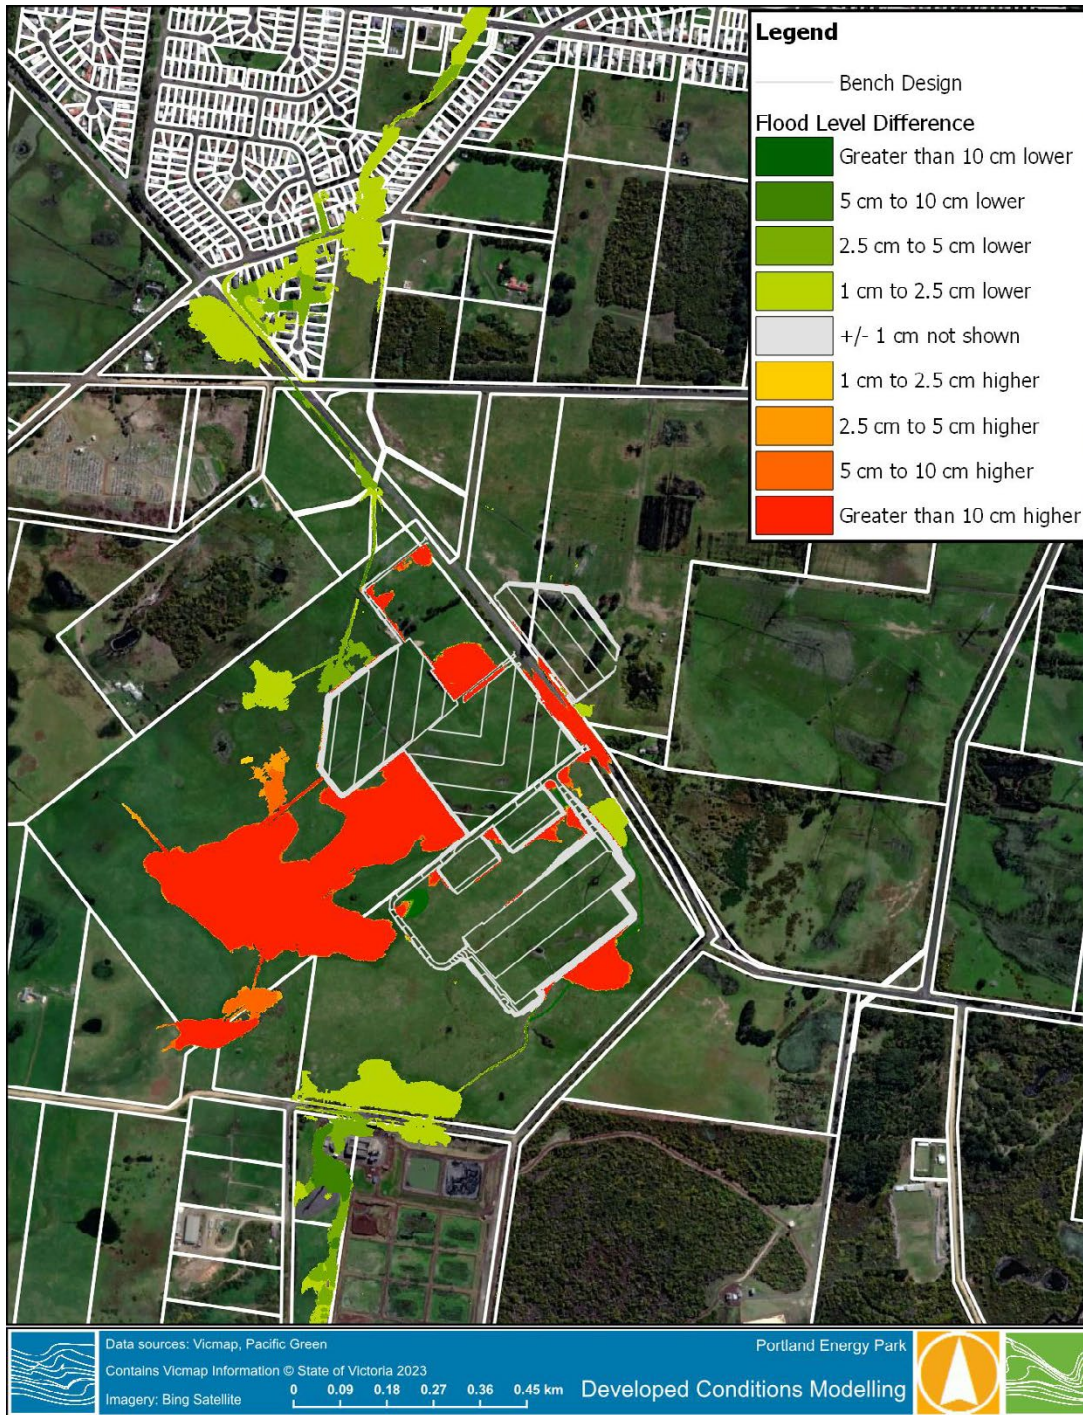 Legend
Bench Design
Flood Level Difference
Greater than 10 cm lower
5 cm to 10 cm lower
2.5 cm to 5 cm lower
1 cm to 2.5 cm lower
+/- 1 cm not shown
1 cm to 2.5 cm higher
2.5 cm to 5 cm higher
5 cm to 10 cm higher
Greater than 10 cm higher
Data sources: Vicmap, Pacific Green
Contains Vicmap Information © State of Victoria 2023
Imagery: Bing Satellite
0 0.09 0.18 0.27 0.36 0.45 km
Portland Energy Park
Developed Conditions Modelling